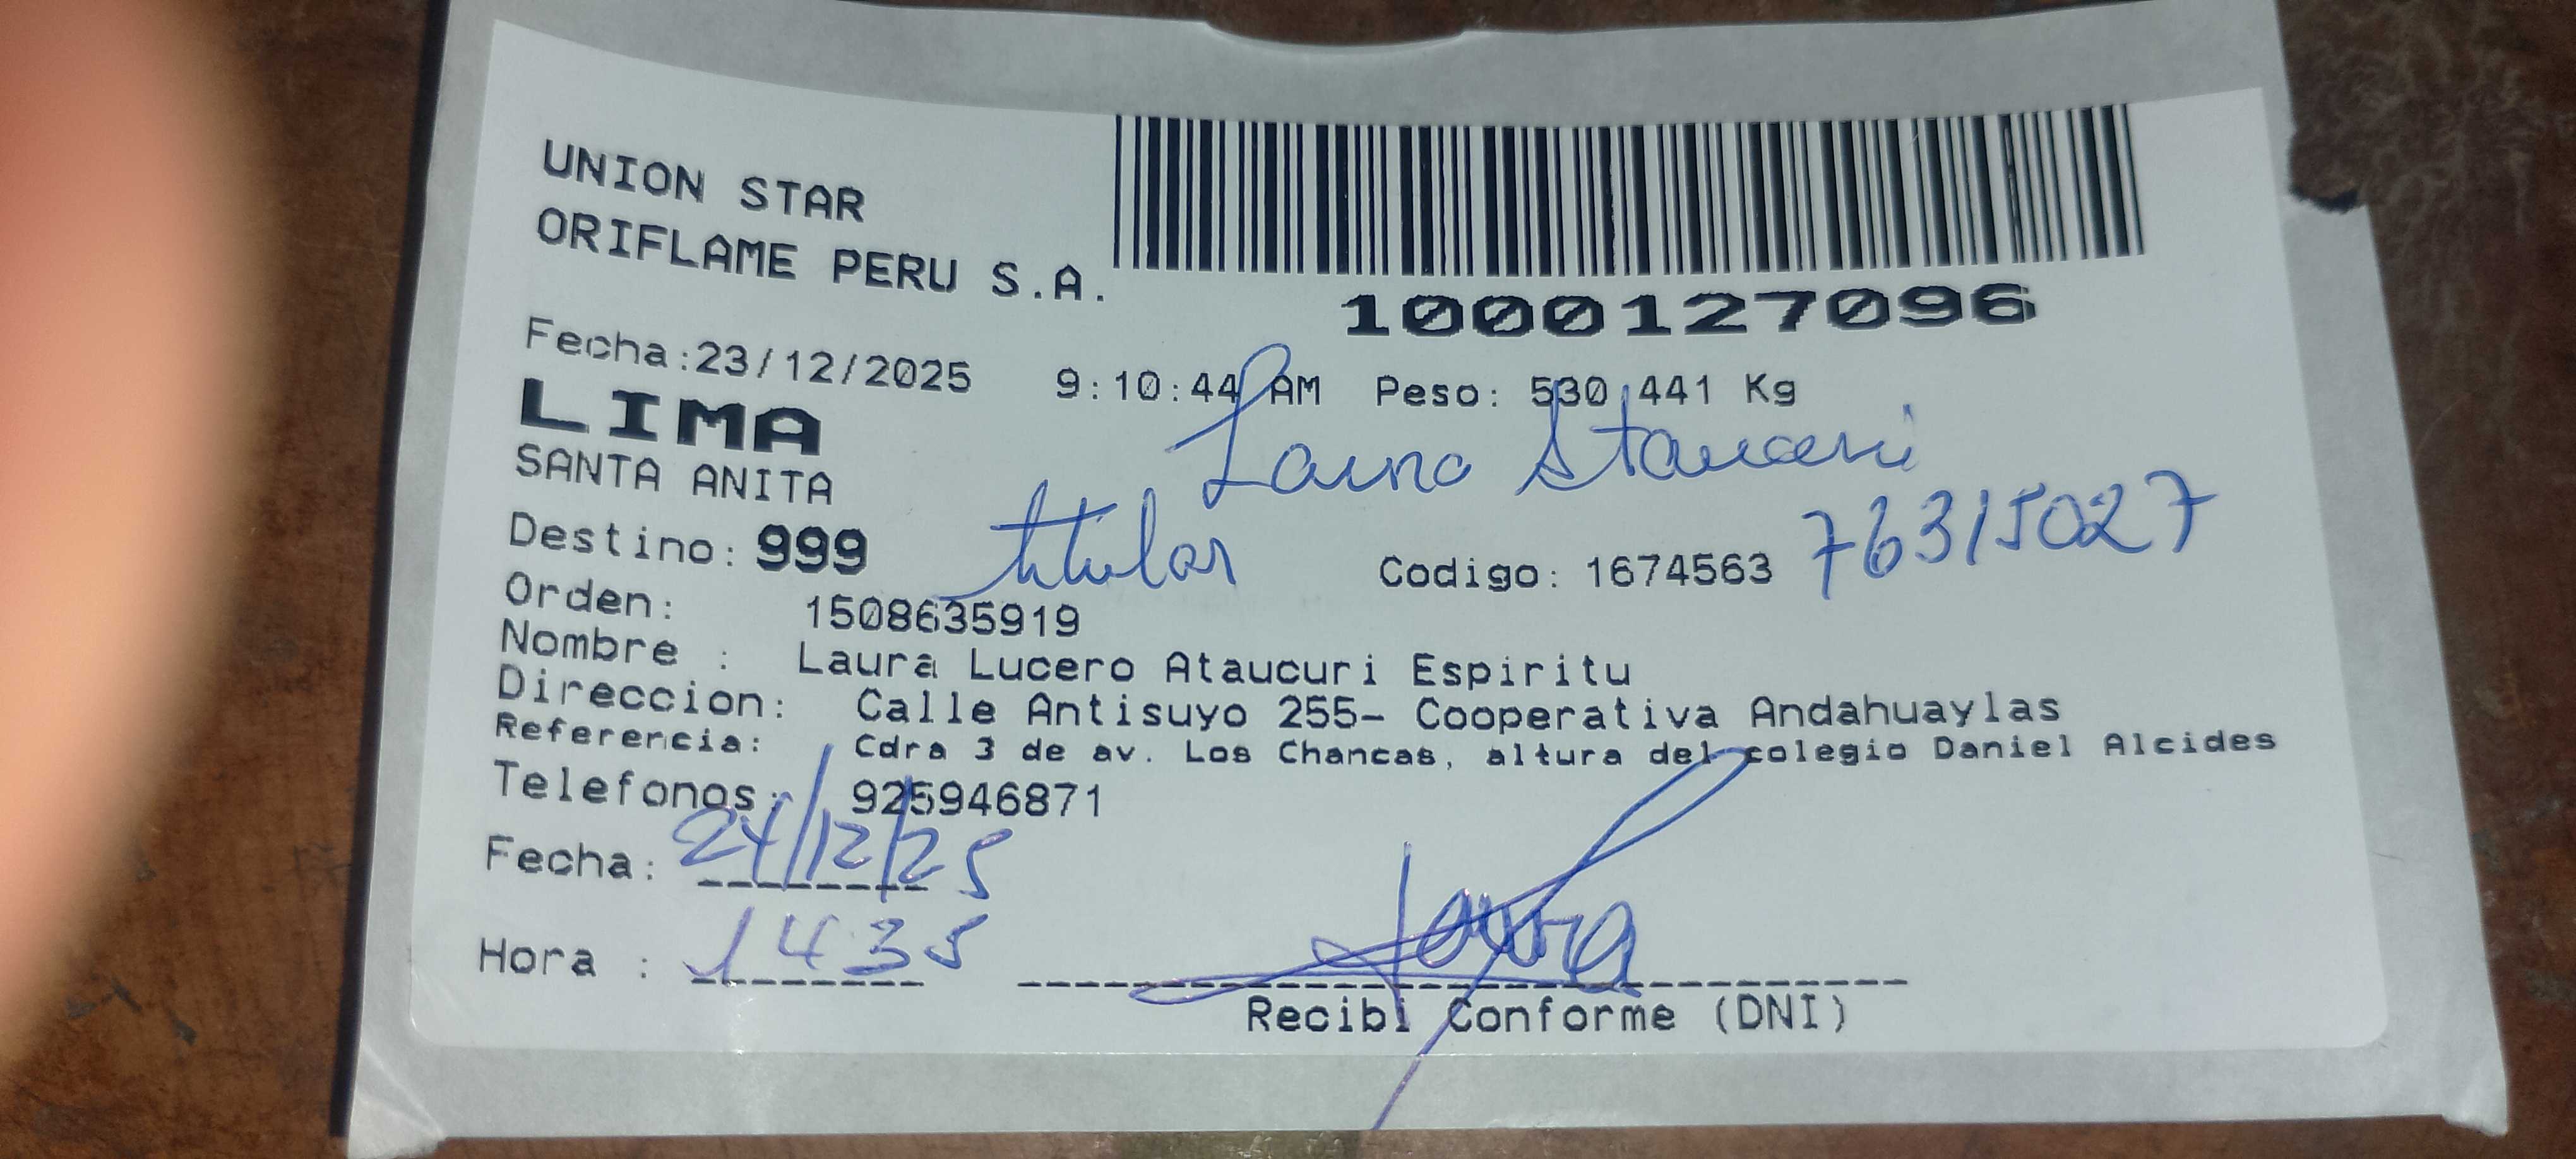 UNION STAR
ORIFLAME PERU S.A.
1000127096
Fecha:23/12/2025 9:10:44 AM Peso: 530,441 Kg
LIMA
Laura Ataucuri
SANTA ANITA
titular
76315027
Destino: 999 Codigo: 1674563
Orden: 1508635919
Nombre : Laura Lucero Ataucuri Espiritu
Direccion: Calle Antisuyo 255- Cooperativa Andahuaylas
Referencia: Cdra 3 de av. Los Chancas, altura del colegio Daniel Alcides
Telefonos: 925946871
Fecha: 24/12/25
Hora : 1435
Laura
Recibi Conforme (DNI)